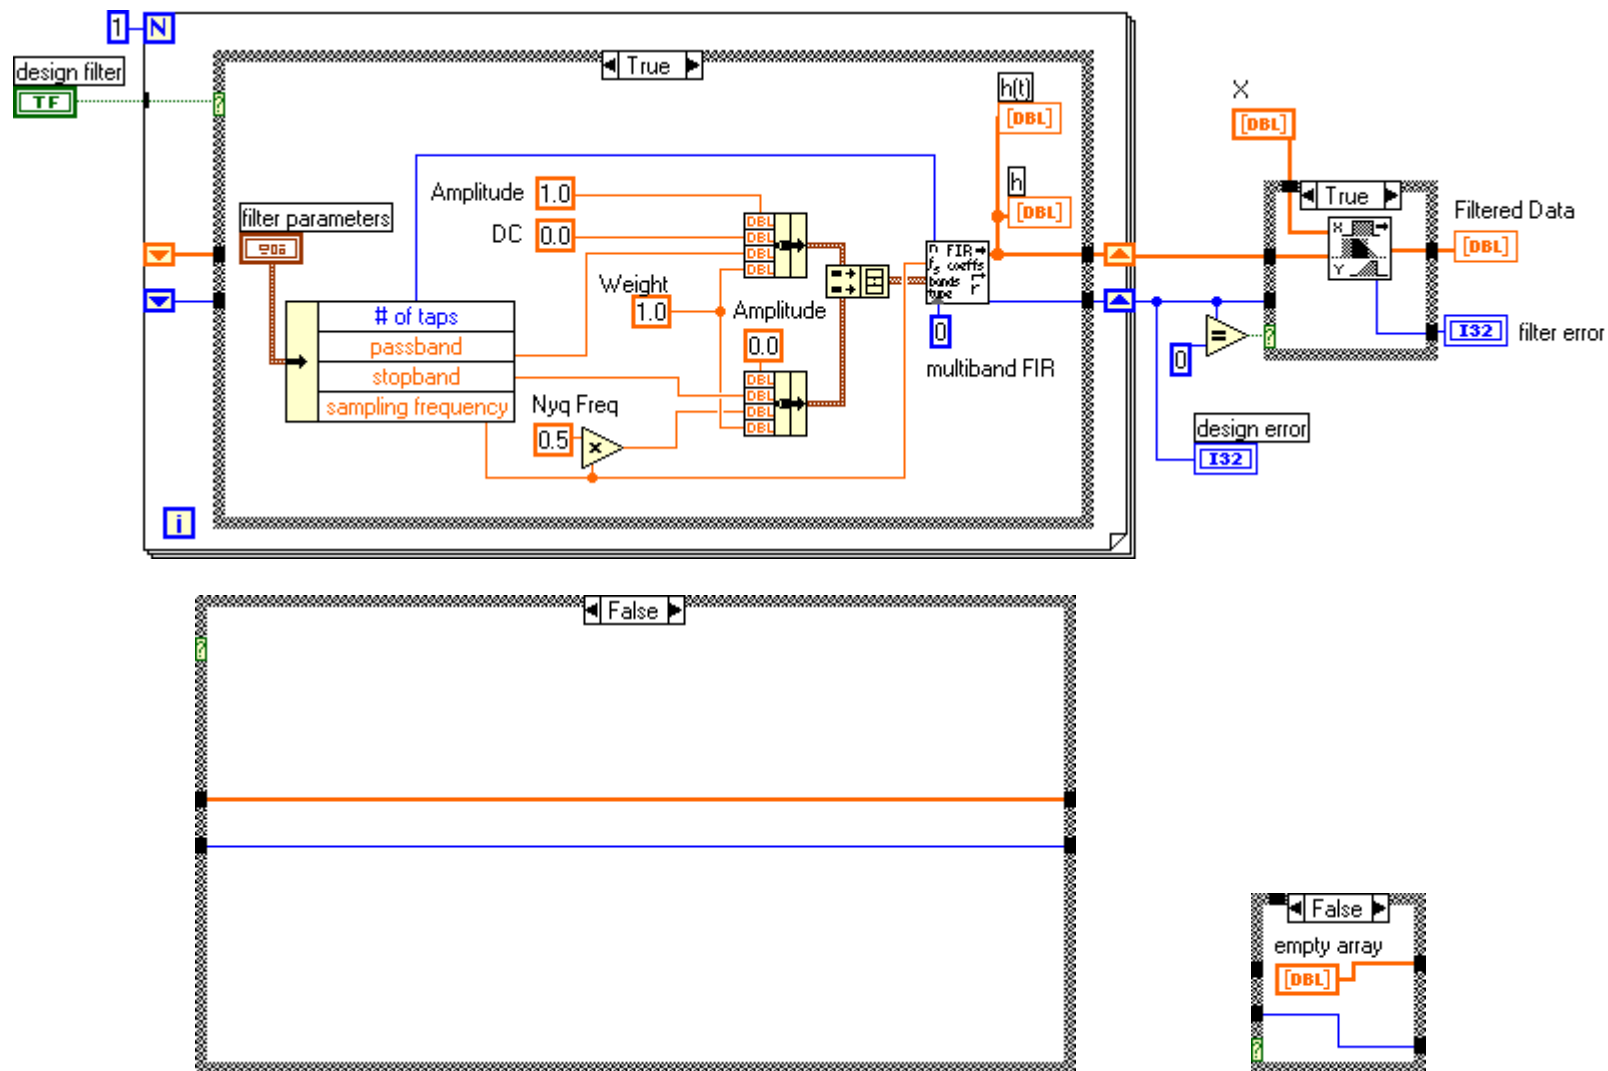 1
N
design filter
TF
?
True
h(t)
[DBL]
h
[DBL]
Amplitude
1.0
DC
0.0
filter parameters
Weight
1.0
Amplitude
0.0
DBL
DBL
DBL
DBL
DBL
DBL
DBL
DBL
# of taps
passband
stopband
sampling frequency
Nyq Freq
0.5
x
n FIR
fs coeffs
bands
type r
0
multiband FIR
i
X
[DBL]
True
X
Y
Filtered Data
[DBL]
I32
filter error
=
0
?
design error
I32
False
?
False
empty array
[DBL]
?